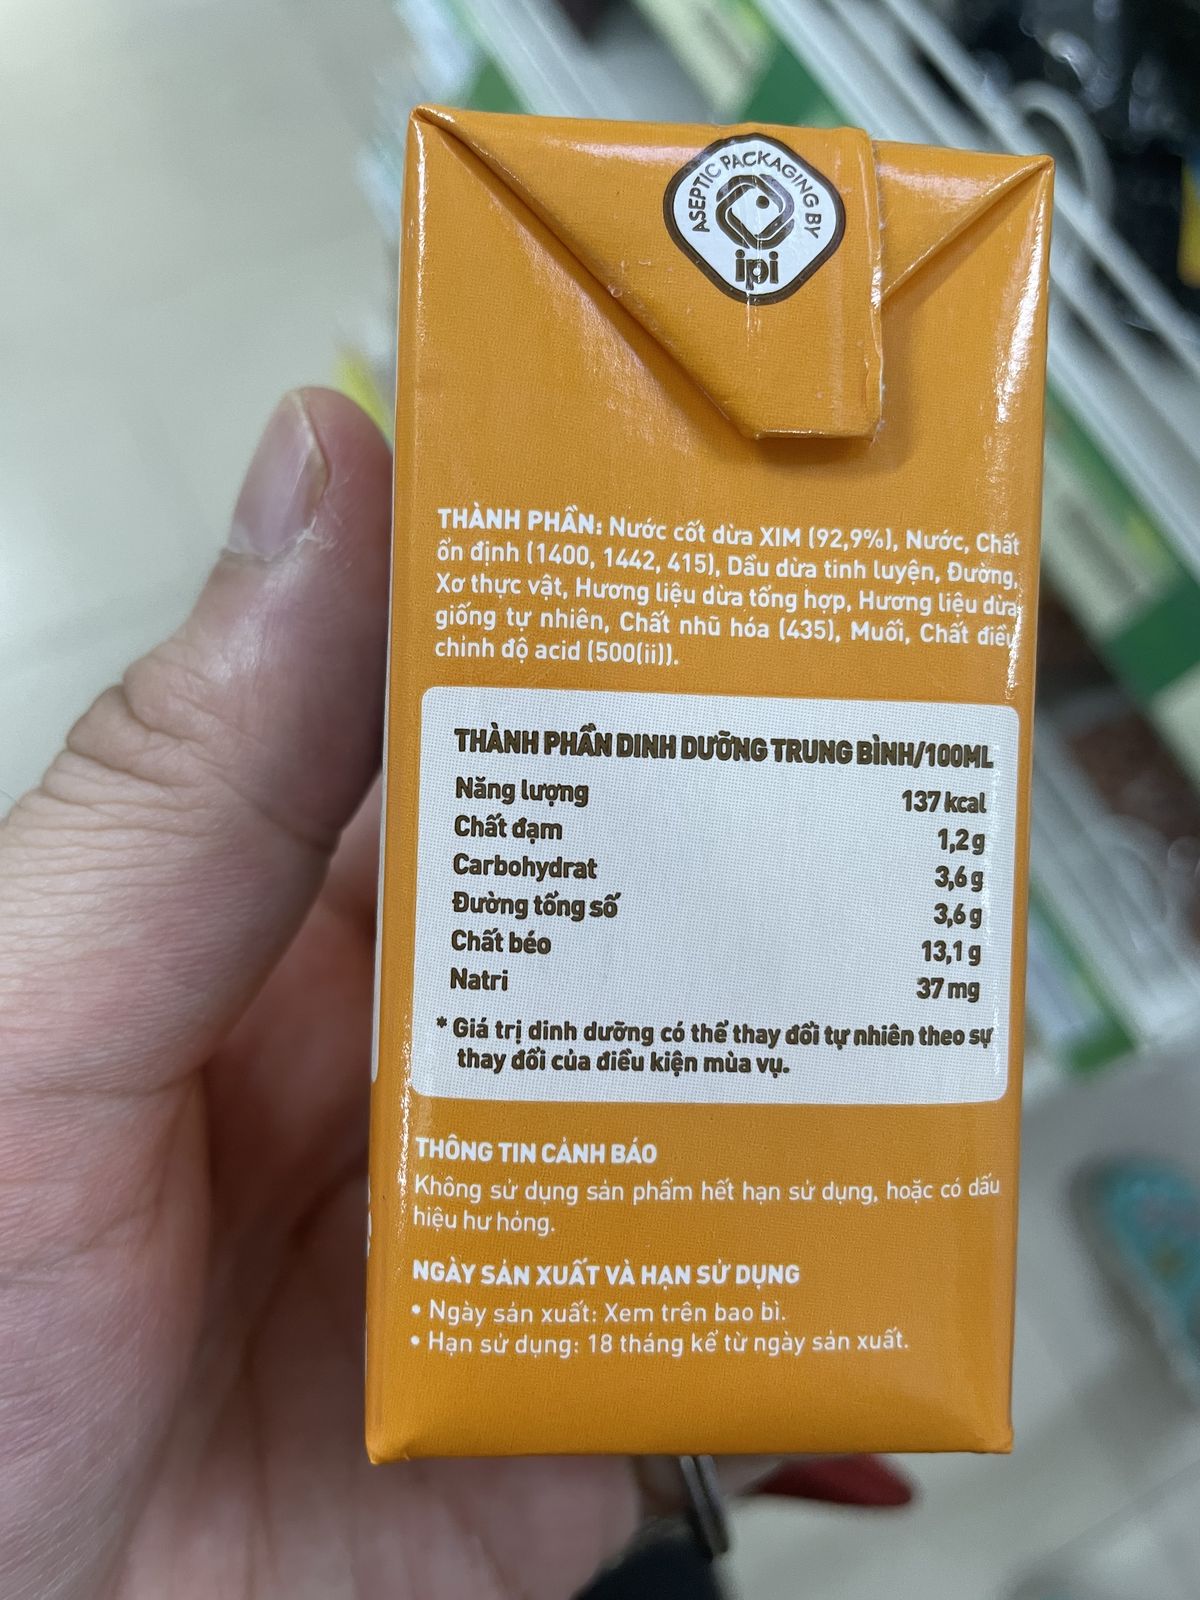 ASEPTIC PACKAGING BY
ipi
THÀNH PHẦN: Nước cốt dừa XIM (92,9%), Nước, Chất
ổn định (1400, 1442, 415), Dầu dừa tinh luyện, Đường,
Xơ thực vật, Hương liệu dừa tổng hợp, Hương liệu dừa
giống tự nhiên, Chất nhũ hóa (435), Muối, Chất điều
chỉnh độ acid (500(ii)).
THÀNH PHẦN DINH DƯỠNG TRUNG BÌNH/100ML
Năng lượng 137 kcal
Chất đạm 1,2 g
Carbohydrat 3,6 g
Đường tổng số 3,6 g
Chất béo 13,1 g
Natri 37 mg
* Giá trị dinh dưỡng có thể thay đổi tự nhiên theo sự
thay đổi của điều kiện mùa vụ.
THÔNG TIN CẢNH BÁO
Không sử dụng sản phẩm hết hạn sử dụng, hoặc có dấu
hiệu hư hỏng.
NGÀY SẢN XUẤT VÀ HẠN SỬ DỤNG
• Ngày sản xuất: Xem trên bao bì.
• Hạn sử dụng: 18 tháng kể từ ngày sản xuất.